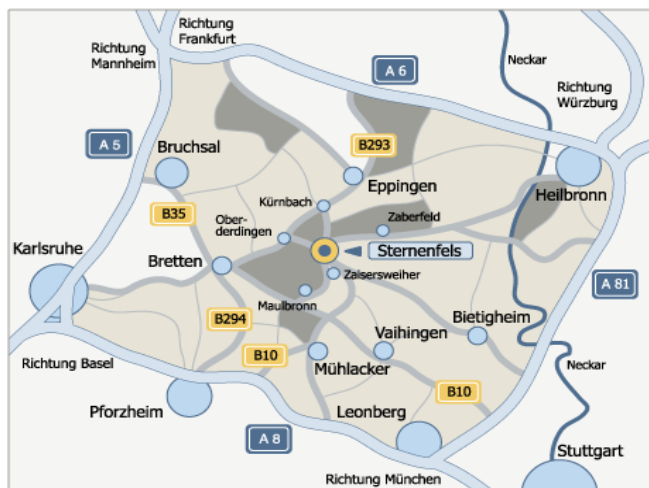 Richtung
Frankfurt
Richtung
Mannheim
Neckar
A 6
Richtung
Würzburg
A 5
Bruchsal
B293
Eppingen
Heilbronn
Kürnbach
B35
Ober-
derdingen
Zaberfeld
Karlsruhe
Bretten
Sternenfels
Zaisersweiher
A 81
Maulbronn
B294
Bietigheim
Vaihingen
B10
Richtung Basel
Mühlacker
Neckar
B10
Pforzheim
Leonberg
A 8
Stuttgart
Richtung München